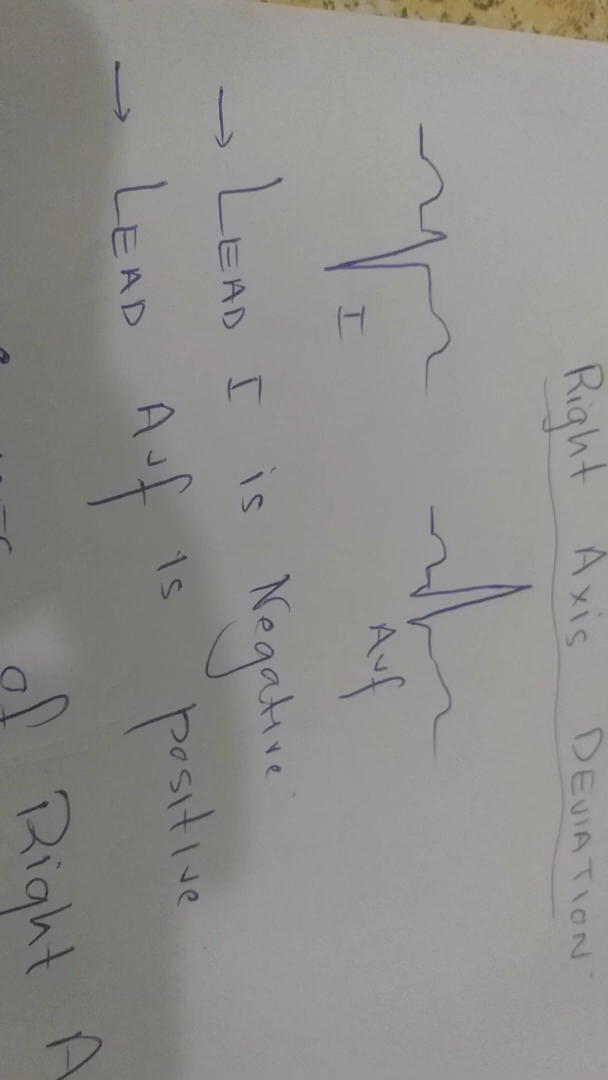 Right Axis DEVIATION
I Avf
→ LEAD I is Negative
→ LEAD Avf is positive
of Right A